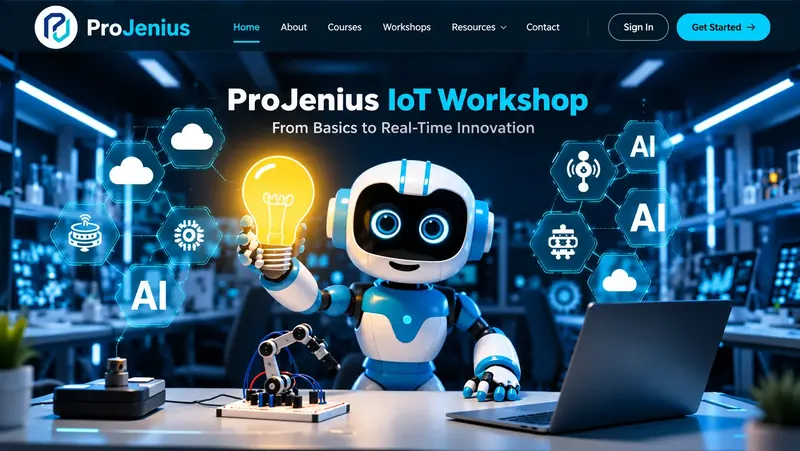 ProJenius
Home About Courses Workshops Resources Contact Sign In Get Started
ProJenius IoT Workshop
From Basics to Real-Time Innovation
AI
AI
AI